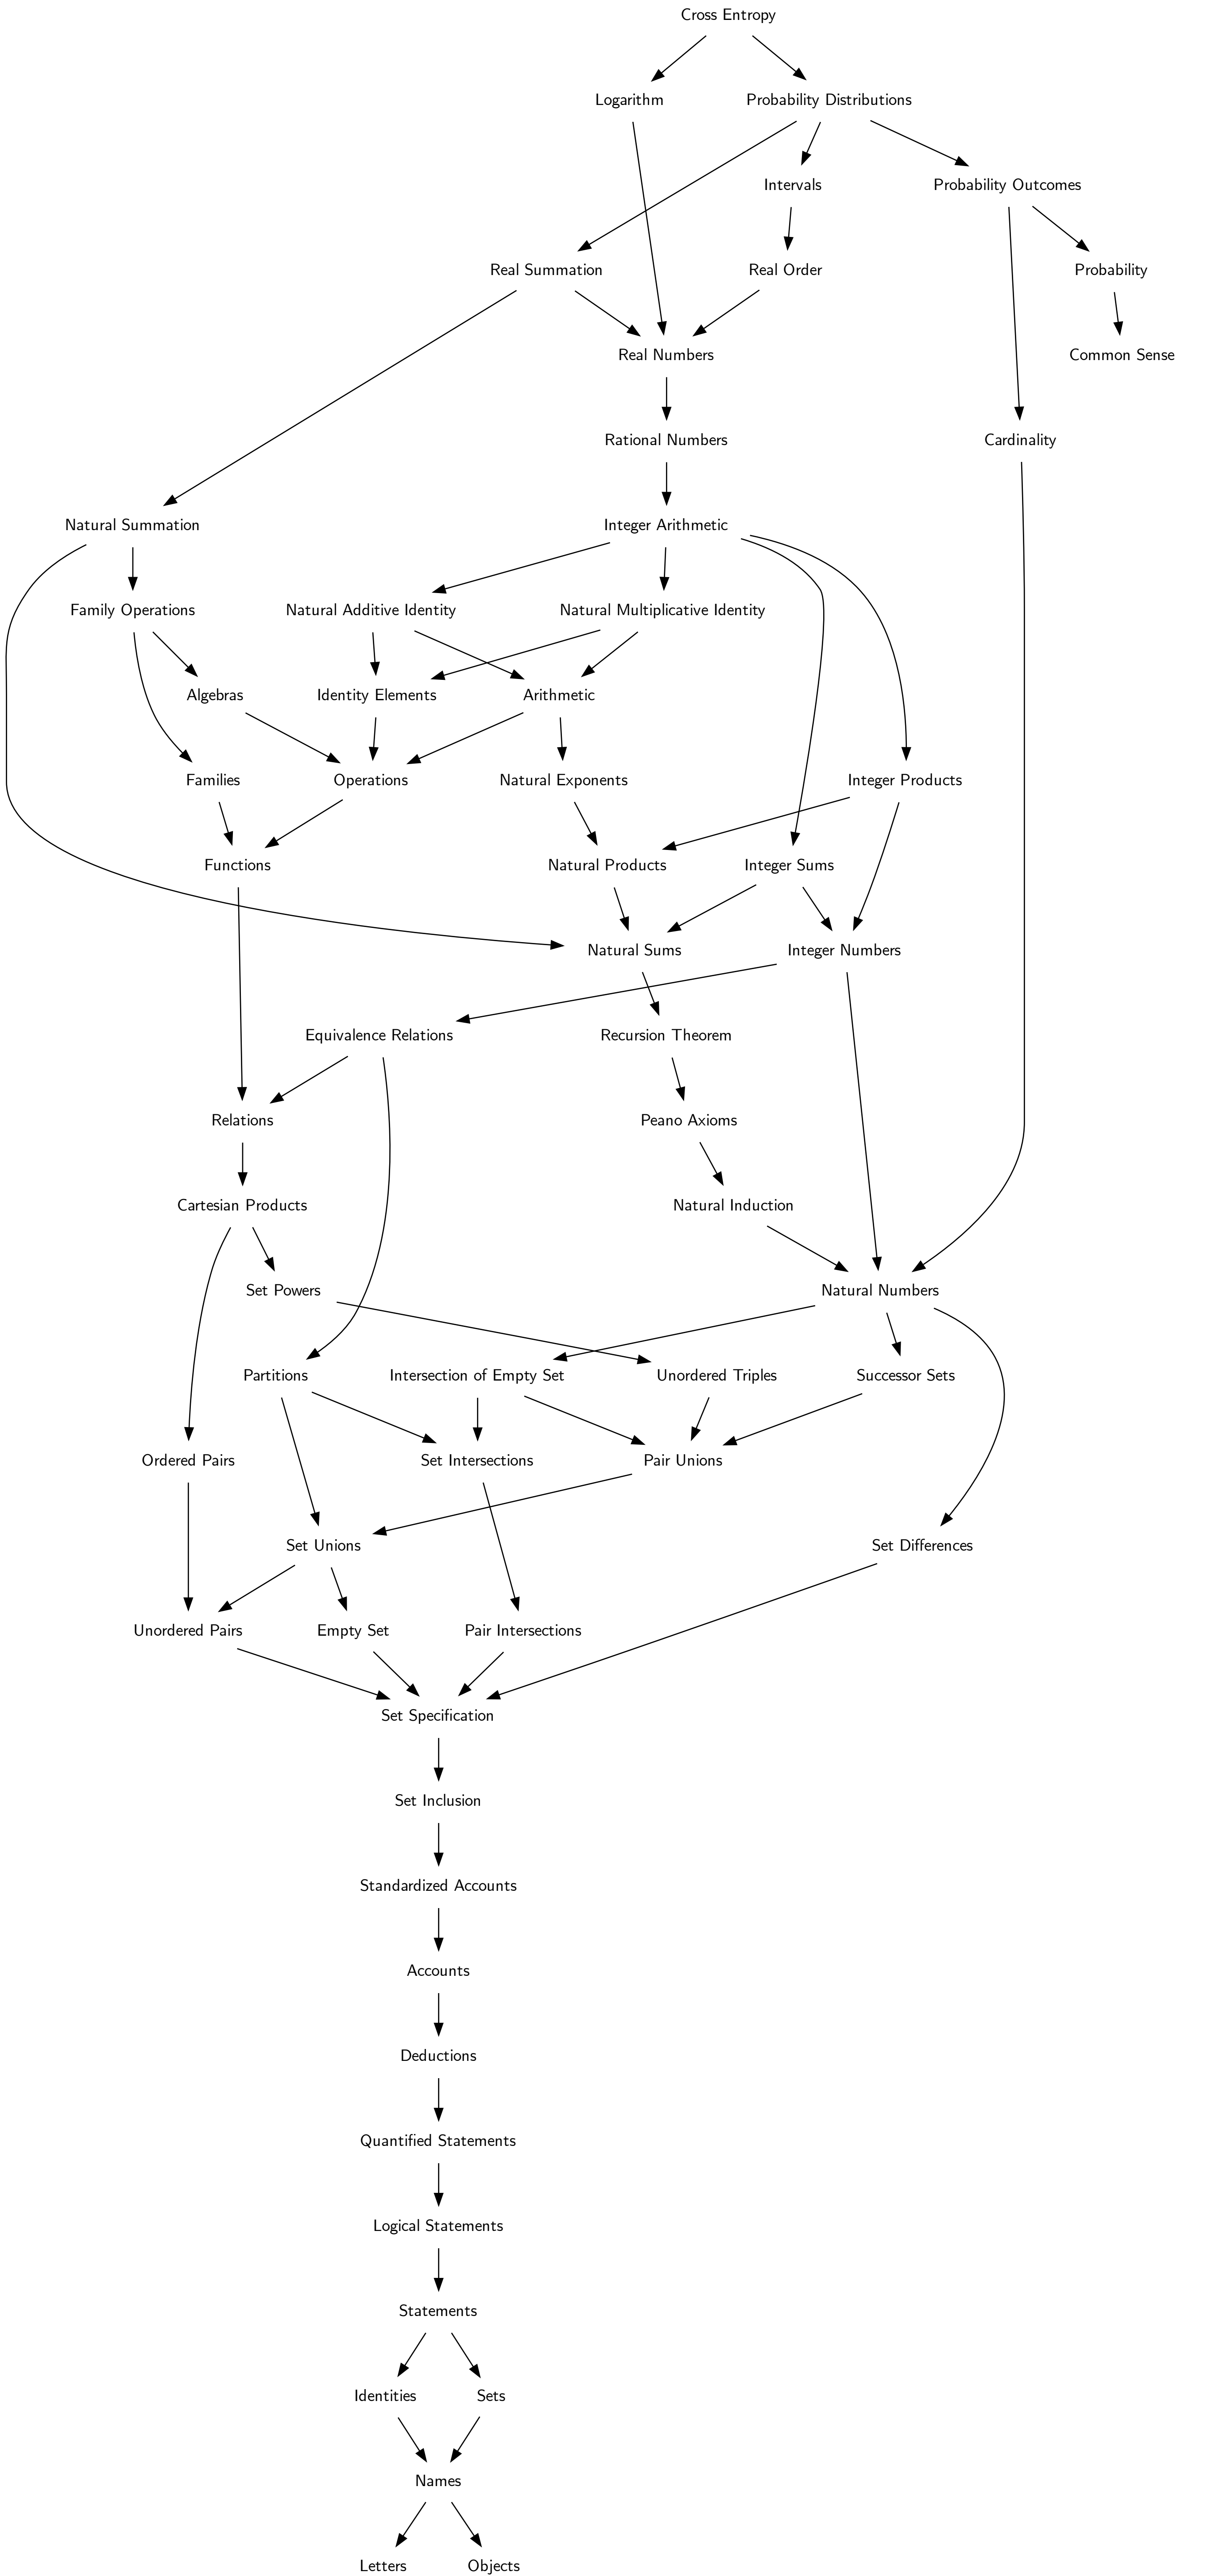 Cross Entropy
Logarithm
Probability Distributions
Intervals
Probability Outcomes
Real Summation
Real Order
Probability
Real Numbers
Common Sense
Rational Numbers
Cardinality
Natural Summation
Integer Arithmetic
Family Operations
Natural Additive Identity
Natural Multiplicative Identity
Algebras
Identity Elements
Arithmetic
Families
Operations
Natural Exponents
Integer Products
Functions
Natural Products
Integer Sums
Natural Sums
Integer Numbers
Equivalence Relations
Recursion Theorem
Relations
Peano Axioms
Cartesian Products
Natural Induction
Set Powers
Natural Numbers
Partitions
Intersection of Empty Set
Unordered Triples
Successor Sets
Ordered Pairs
Set Intersections
Pair Unions
Set Unions
Set Differences
Unordered Pairs
Empty Set
Pair Intersections
Set Specification
Set Inclusion
Standardized Accounts
Accounts
Deductions
Quantified Statements
Logical Statements
Statements
Identities
Sets
Names
Letters
Objects